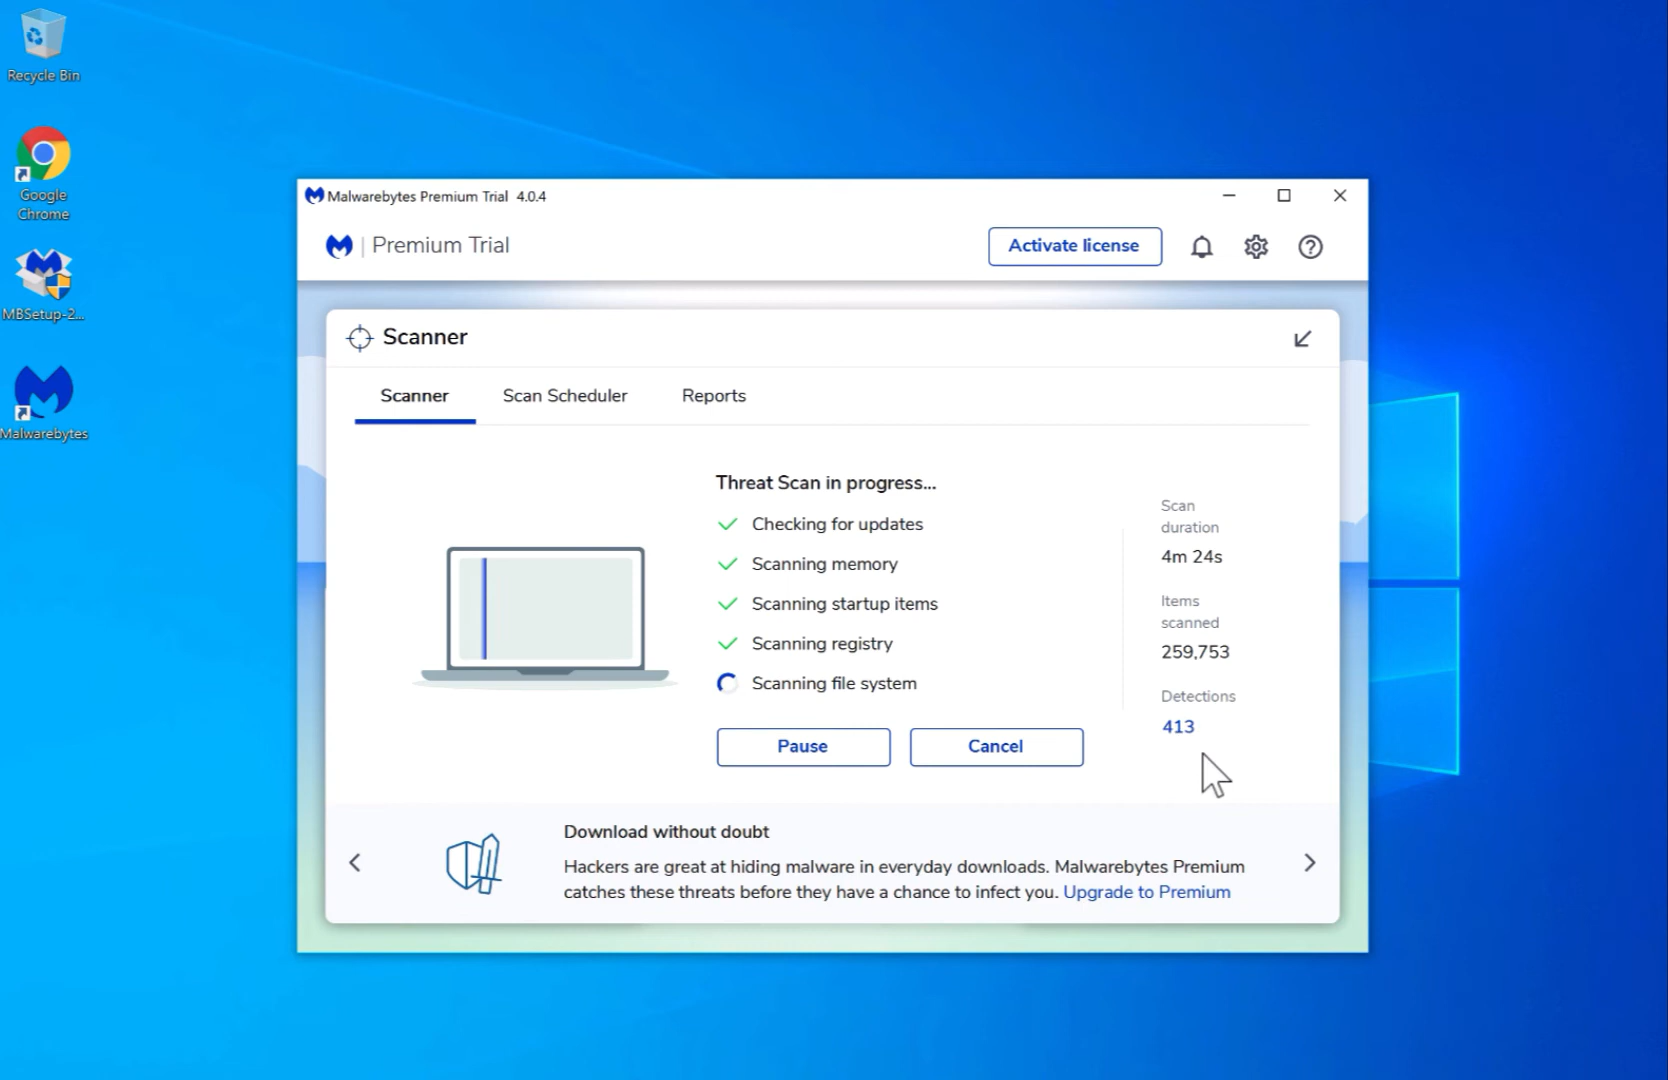 Recycle Bin
Google
Chrome
MBSetup-2...
Malwarebytes
Malwarebytes Premium Trial 4.0.4
Premium Trial
Activate license
Scanner
Scanner
Scan Scheduler
Reports
Threat Scan in progress...
Checking for updates
Scanning memory
Scanning startup items
Scanning registry
Scanning file system
Pause
Cancel
Scan
duration
4m 24s
Items
scanned
259,753
Detections
413
Download without doubt
Hackers are great at hiding malware in everyday downloads. Malwarebytes Premium
catches these threats before they have a chance to infect you. Upgrade to Premium